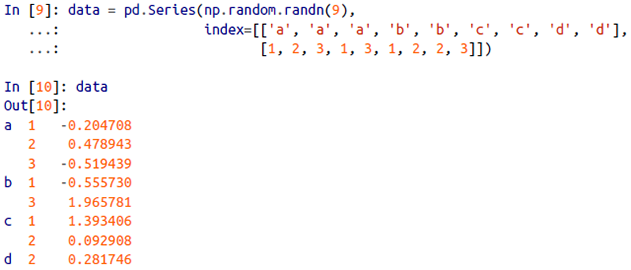 In [9]: data = pd.Series(np.random.randn(9),
...: index=[['a', 'a', 'a', 'b', 'b', 'c', 'c', 'd', 'd'],
...: [1, 2, 3, 1, 3, 1, 2, 2, 3]])
In [10]: data
Out[10]:
a 1 -0.204708
2 0.478943
3 -0.519439
b 1 -0.555730
3 1.965781
c 1 1.393406
2 0.092908
d 2 0.281746